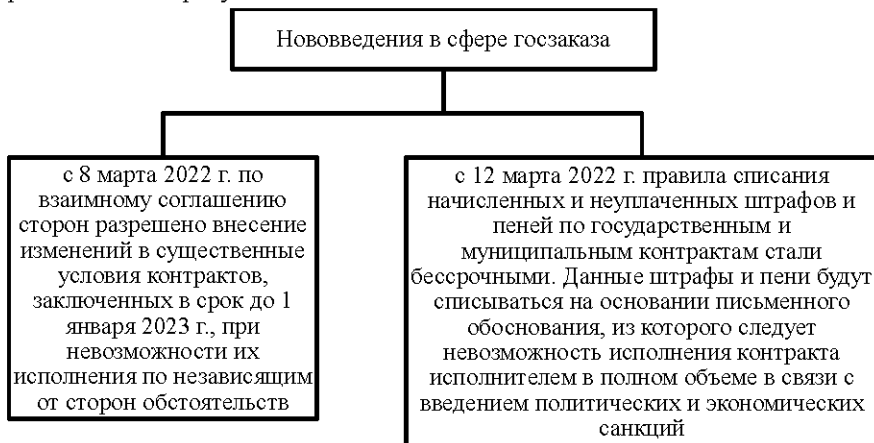 Нововведения в сфере госзаказа
с 8 марта 2022 г. по
взаимному соглашению
сторон разрешено внесение
изменений в существенные
условия контрактов,
заключенных в срок до 1
января 2023 г., при
невозможности их
исполнения по независящим
от сторон обстоятельств
с 12 марта 2022 г. правила списания
начисленных и неуплаченных штрафов и
пеней по государственным и
муниципальным контрактам стали
бессрочными. Данные штрафы и пени будут
списываться на основании письменного
обоснования, из которого следует
невозможность исполнения контракта
исполнителем в полном объеме в связи с
введением политических и экономических
санкций